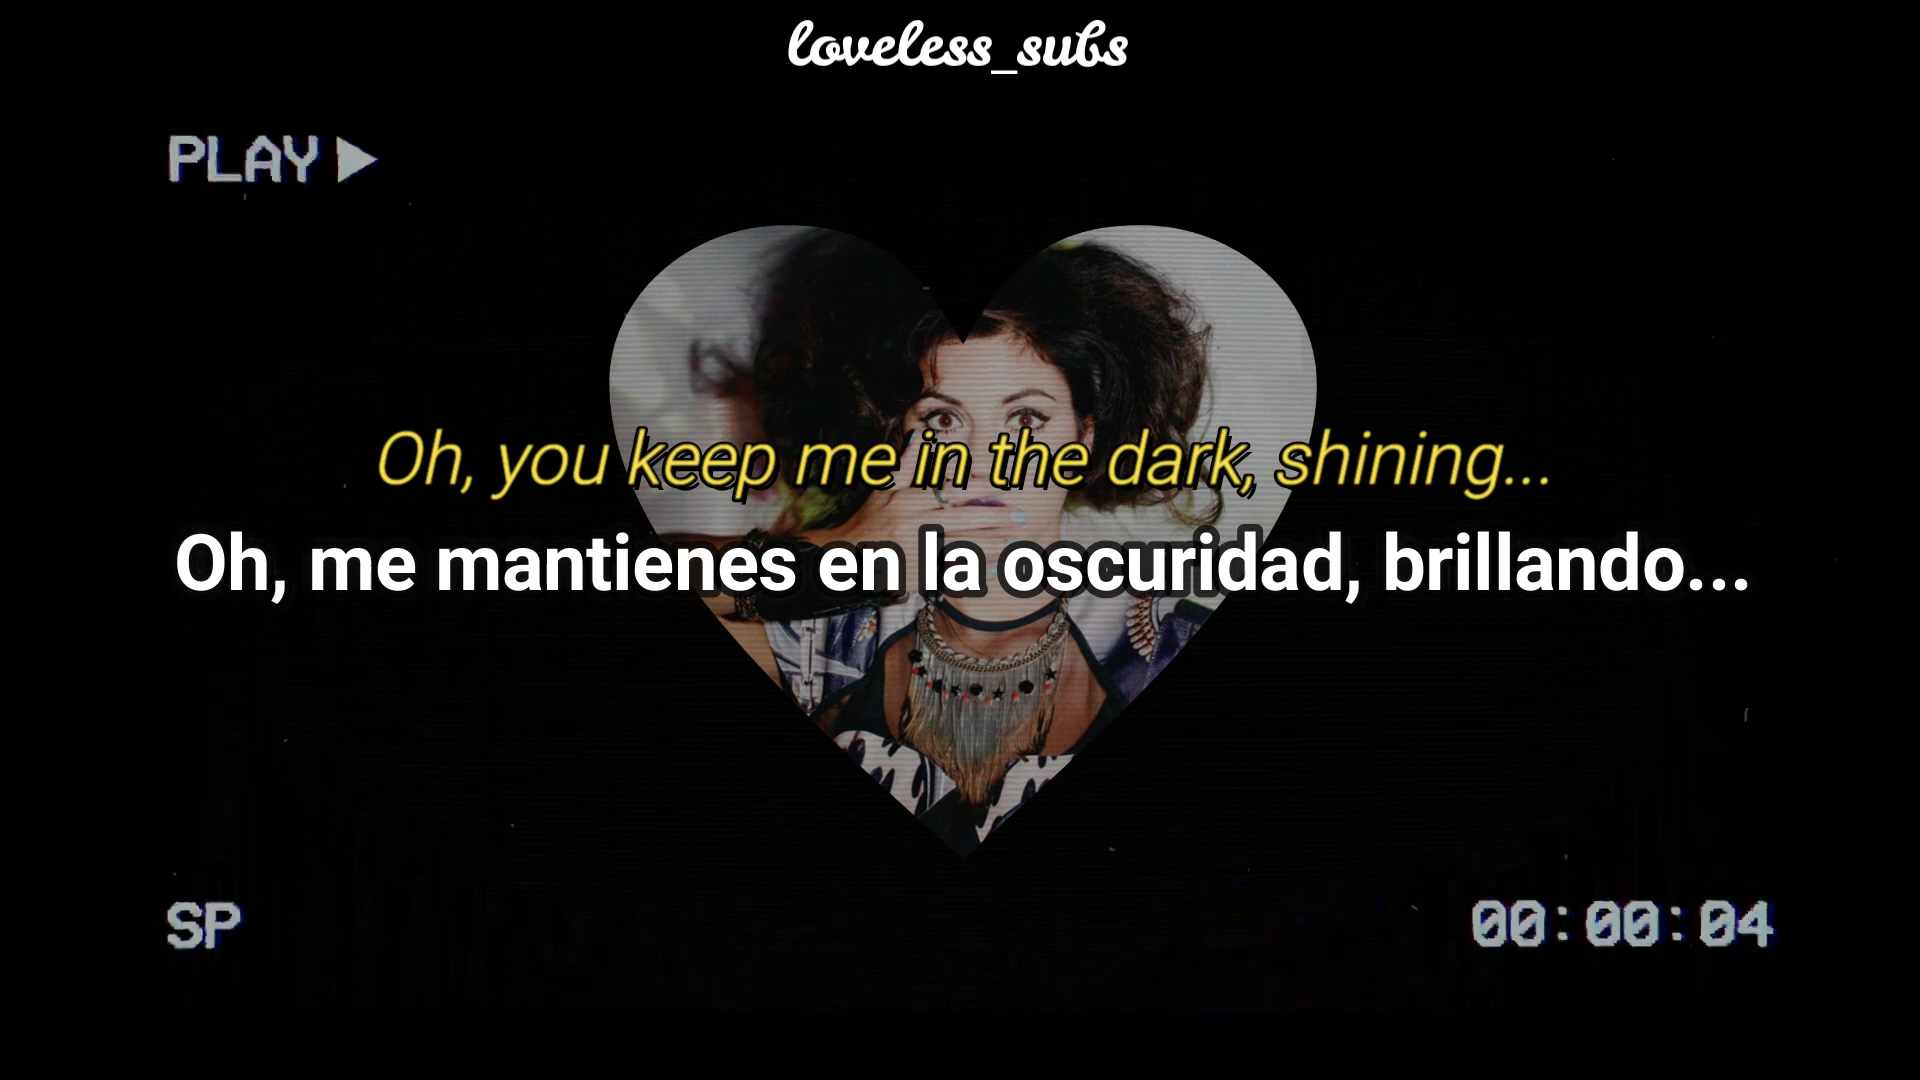 loveless_subs
PLAY
Oh, you keep me in the dark, shining...
Oh, me mantienes en la oscuridad, brillando...
SP
00:00:04